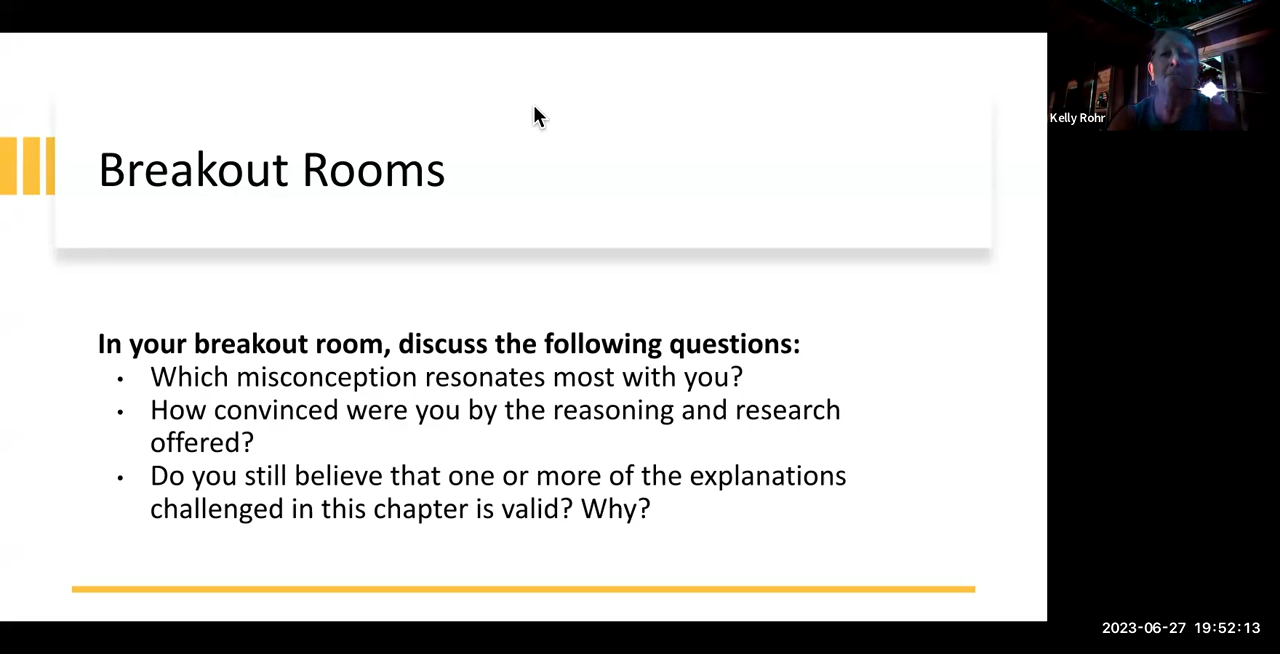 Kelly Rohr
Breakout Rooms
In your breakout room, discuss the following questions:
• Which misconception resonates most with you?
• How convinced were you by the reasoning and research
offered?
• Do you still believe that one or more of the explanations
challenged in this chapter is valid? Why?
2023-06-27 19:52:13